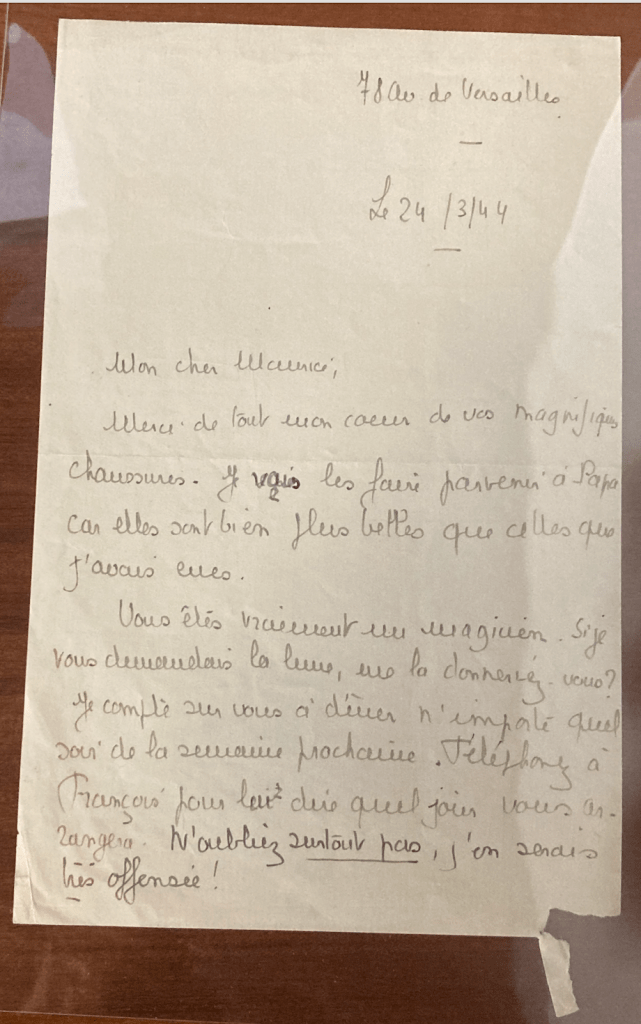 78 Av de Versailles
Le 24/3/44
Mon cher Maurice,
Merci de tout mon coeur de vos magnifiques
chaussures. Je vais les faire parvenir à Papa
car elles sont bien plus belles que celles que
j'avais eues.
Vous êtes vraiment un magicien. Si je
vous demandais la lune, me la donneriez-vous?
Je compte sur vous à dîner n'importe quel
soir de la semaine prochaine. Téléphonez à
François pour lui dire quel jour vous ar-
rangera. N'oubliez surtout pas, j'en serais
très offensée!